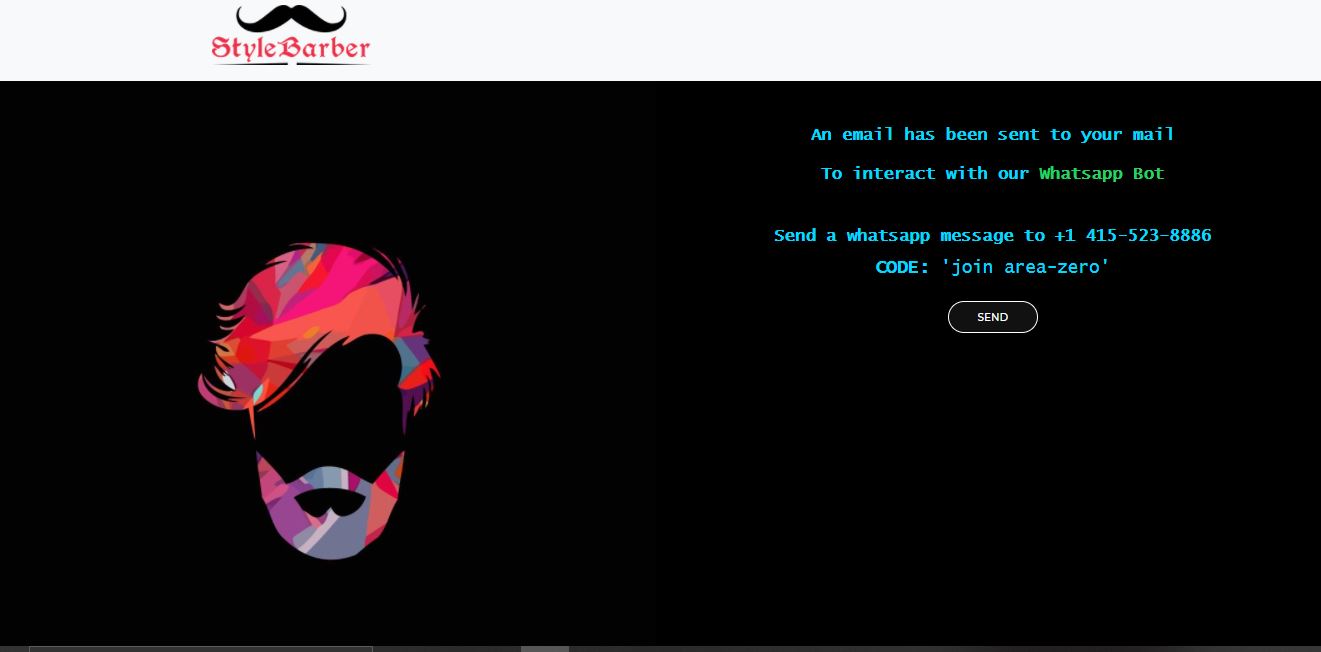 StyleBarber
An email has been sent to your mail
To interact with our Whatsapp Bot
Send a whatsapp message to +1 415-523-8886
CODE: 'join area-zero'
SEND